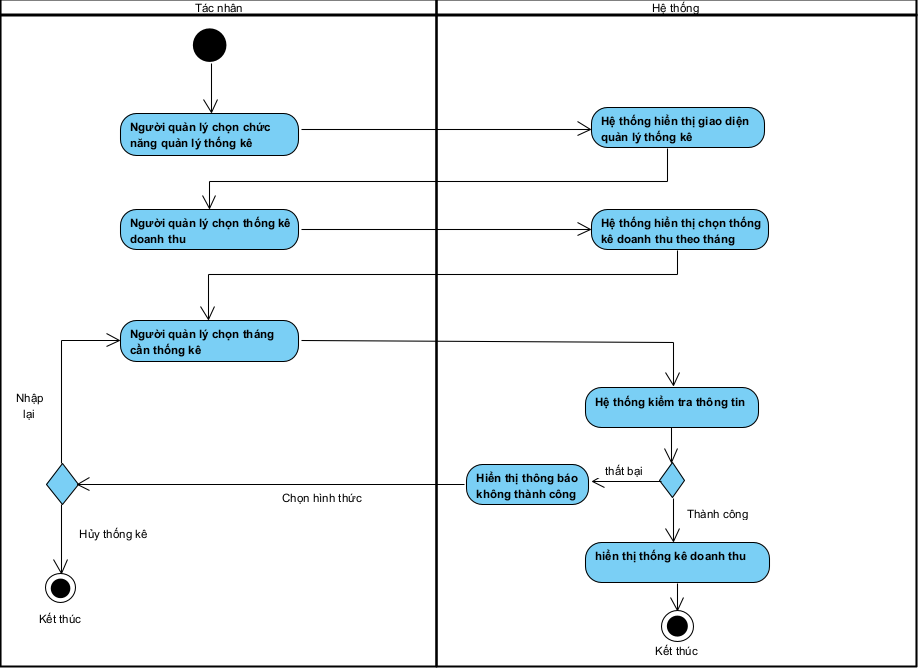 Tác nhân
Hệ thống
Người quản lý chọn chức
năng quản lý thống kê
Hệ thống hiển thị giao diện
quản lý thống kê
Người quản lý chọn thống kê
doanh thu
Hệ thống hiển thị chọn thống
kê doanh thu theo tháng
Người quản lý chọn tháng
cần thống kê
Nhập
lại
Hệ thống kiểm tra thông tin
thất bại
Hiển thị thông báo
không thành công
Chọn hình thức
Thành công
Hủy thống kê
hiển thị thống kê doanh thu
Kết thúc
Kết thúc